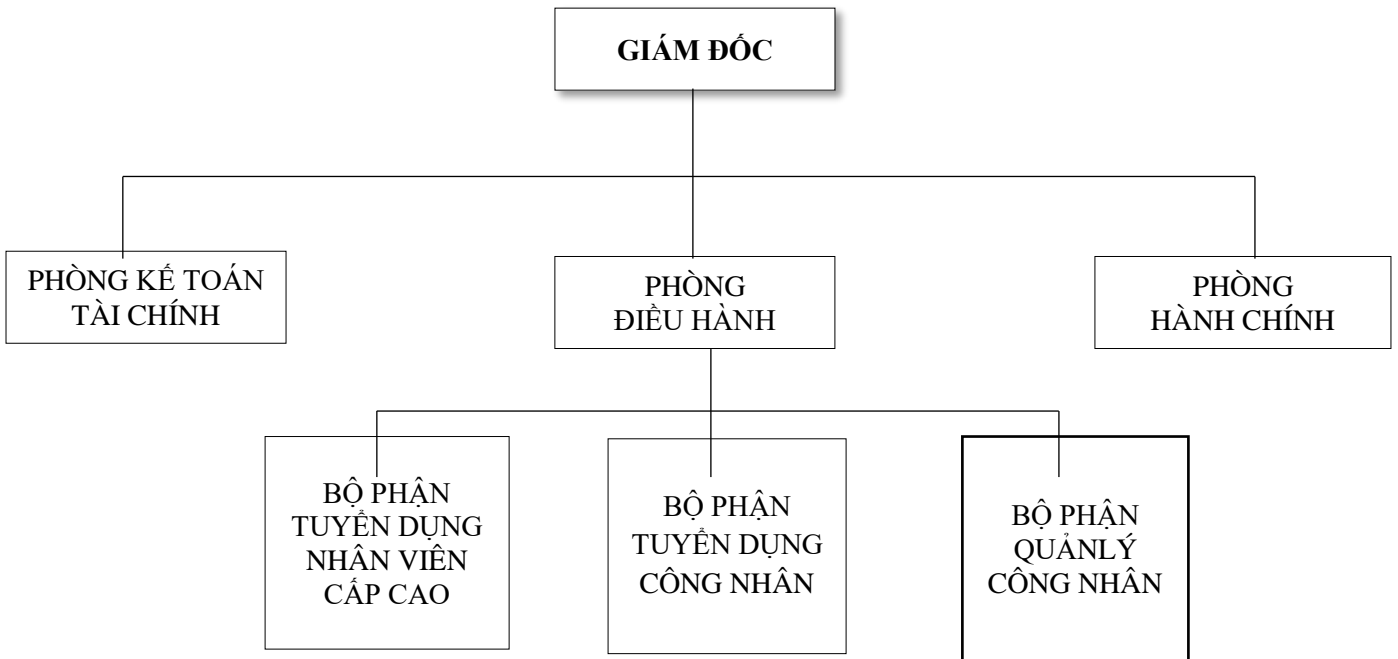 GIÁM ĐỐC
PHÒNG KẾ TOÁN
TÀI CHÍNH
PHÒNG
ĐIỀU HÀNH
PHÒNG
HÀNH CHÍNH
BỘ PHẬN
TUYỂN DỤNG
NHÂN VIÊN
CẤP CAO
BỘ PHẬN
TUYỂN DỤNG
CÔNG NHÂN
BỘ PHẬN
QUẢNLÝ
CÔNG NHÂN